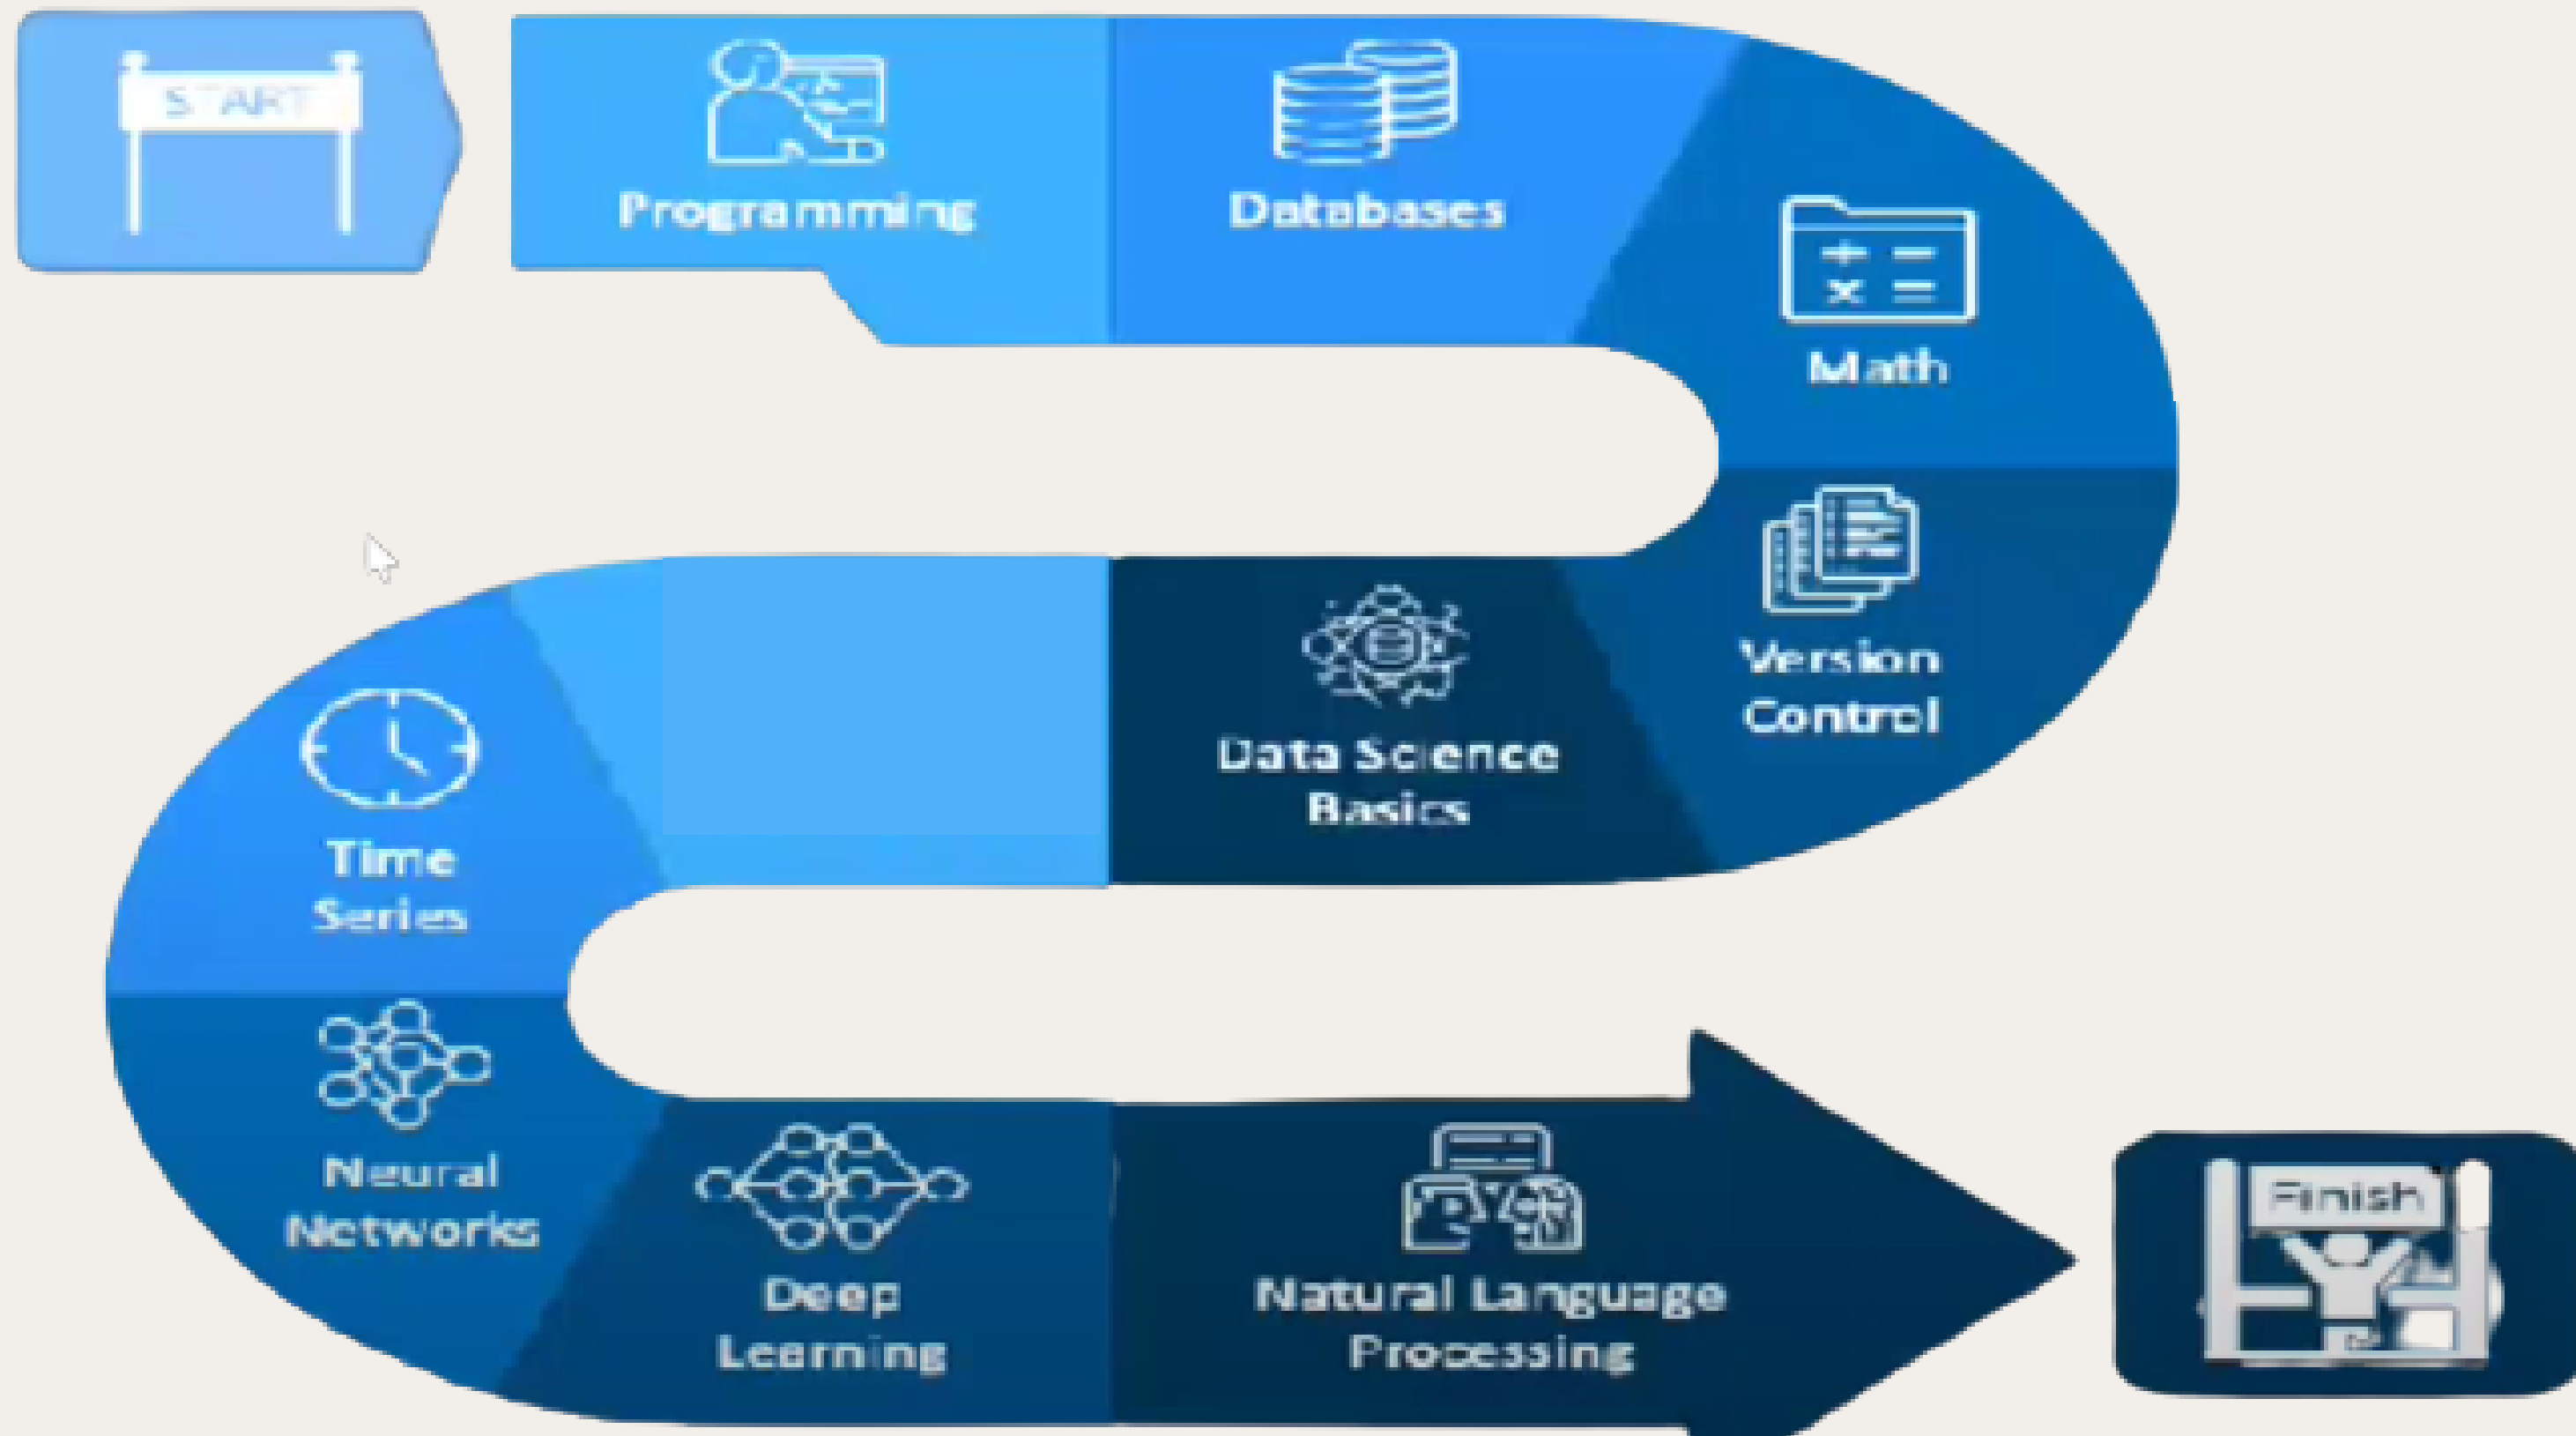 START
Programming
Databases
Math
Version
Control
Data Science
Basics
Time
Series
Neural
Networks
Deep
Learning
Natural Language
Processing
Finish